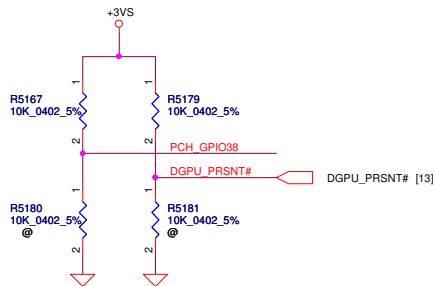 +3VS
1
1
R5167
10K_0402_5%
R5179
10K_0402_5%
2
2
PCH_GPIO38
DGPU_PRSNT#
DGPU_PRSNT# [13]
1
1
R5180
10K_0402_5%
@
R5181
10K_0402_5%
@
2
2